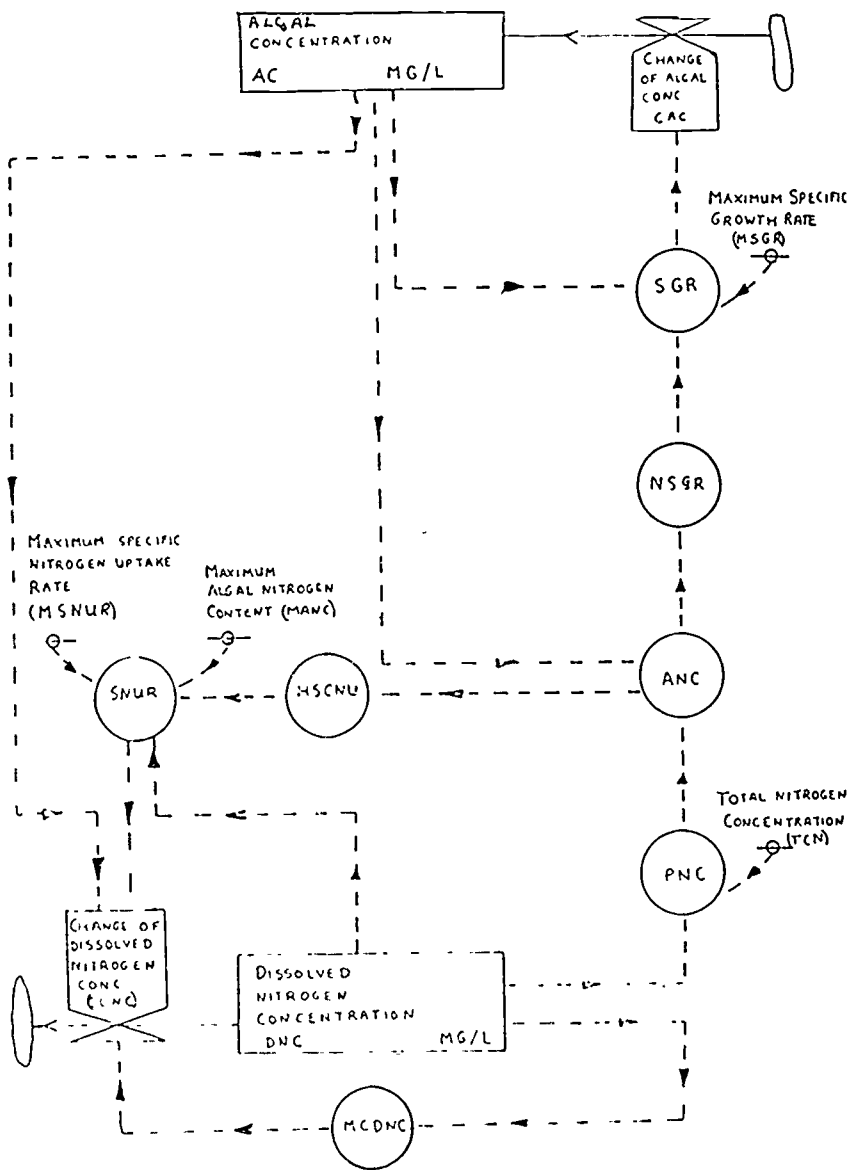 ALGAL
CONCENTRATION
AC MG/L
CHANGE
OF ALGAL
CONC
CAC
MAXIMUM SPECIFIC
GROWTH RATE
(MSGR)
SGR
NSGR
MAXIMUM SPECIFIC
NITROGEN UPTAKE
RATE
(MSNUR)
MAXIMUM
ALGAL NITROGEN
CONTENT (MANC)
SNUR
HSCNU
ANC
TOTAL NITROGEN
CONCENTRATION
(TCN)
PNC
CHANGE OF
DISSOLVED
NITROGEN
CONC
DISSOLVED
NITROGEN
CONCENTRATION
DNC MG/L
MCDNC